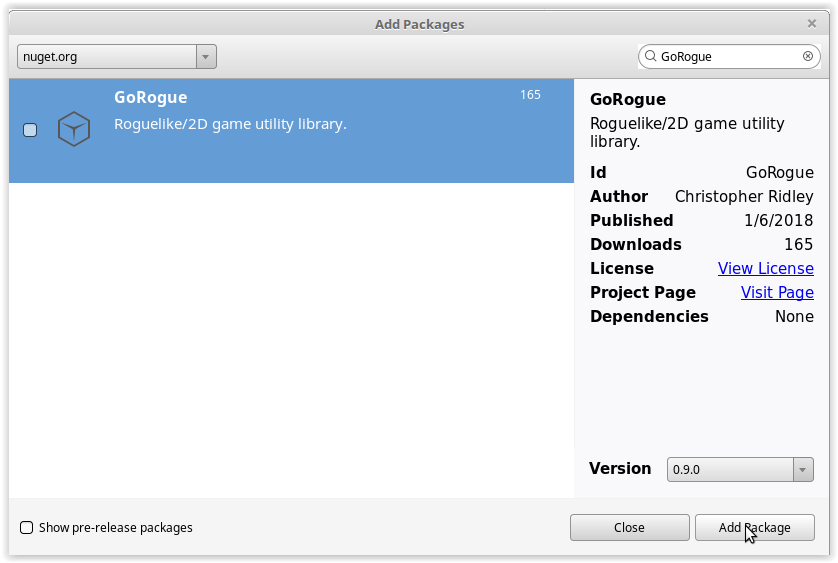 Add Packages
nuget.org
GoRogue
GoRogue
165
Roguelike/2D game utility library.
GoRogue
Roguelike/2D game utility
library.
Id GoRogue
Author Christopher Ridley
Published 1/6/2018
Downloads 165
License View License
Project Page Visit Page
Dependencies None
Version 0.9.0
Show pre-release packages
Close
Add Package